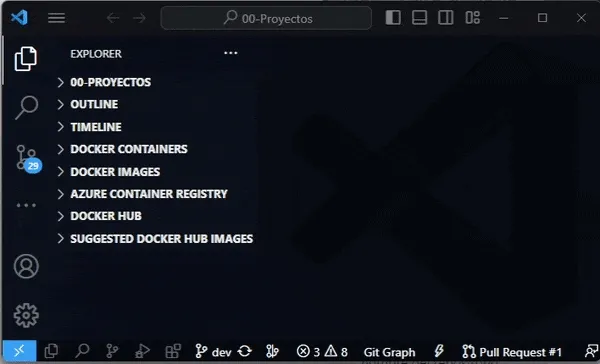 00-Proyectos
EXPLORER
00-PROYECTOS
OUTLINE
TIMELINE
DOCKER CONTAINERS
29
DOCKER IMAGES
AZURE CONTAINER REGISTRY
DOCKER HUB
SUGGESTED DOCKER HUB IMAGES
dev 3 8 Git Graph Pull Request #1